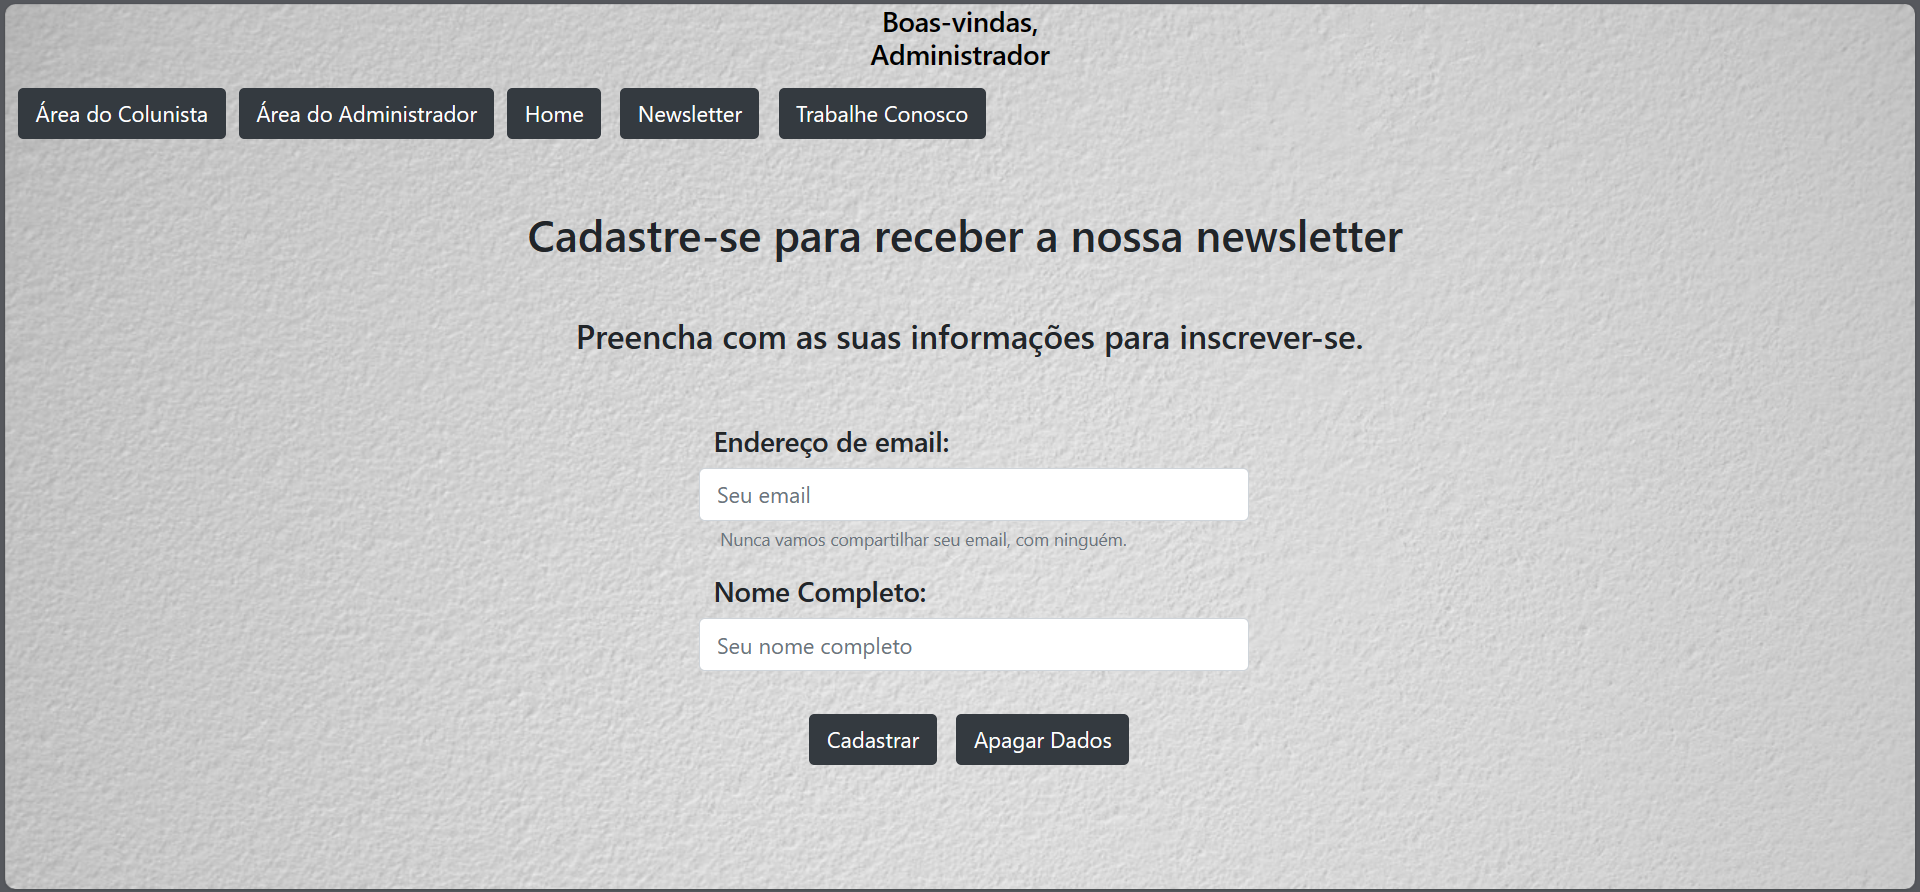 Boas-vindas,
Administrador
Área do Colunista
Área do Administrador
Home
Newsletter
Trabalhe Conosco
Cadastre-se para receber a nossa newsletter
Preencha com as suas informações para inscrever-se.
Endereço de email:
Seu email
Nunca vamos compartilhar seu email, com ninguém.
Nome Completo:
Seu nome completo
Cadastrar
Apagar Dados